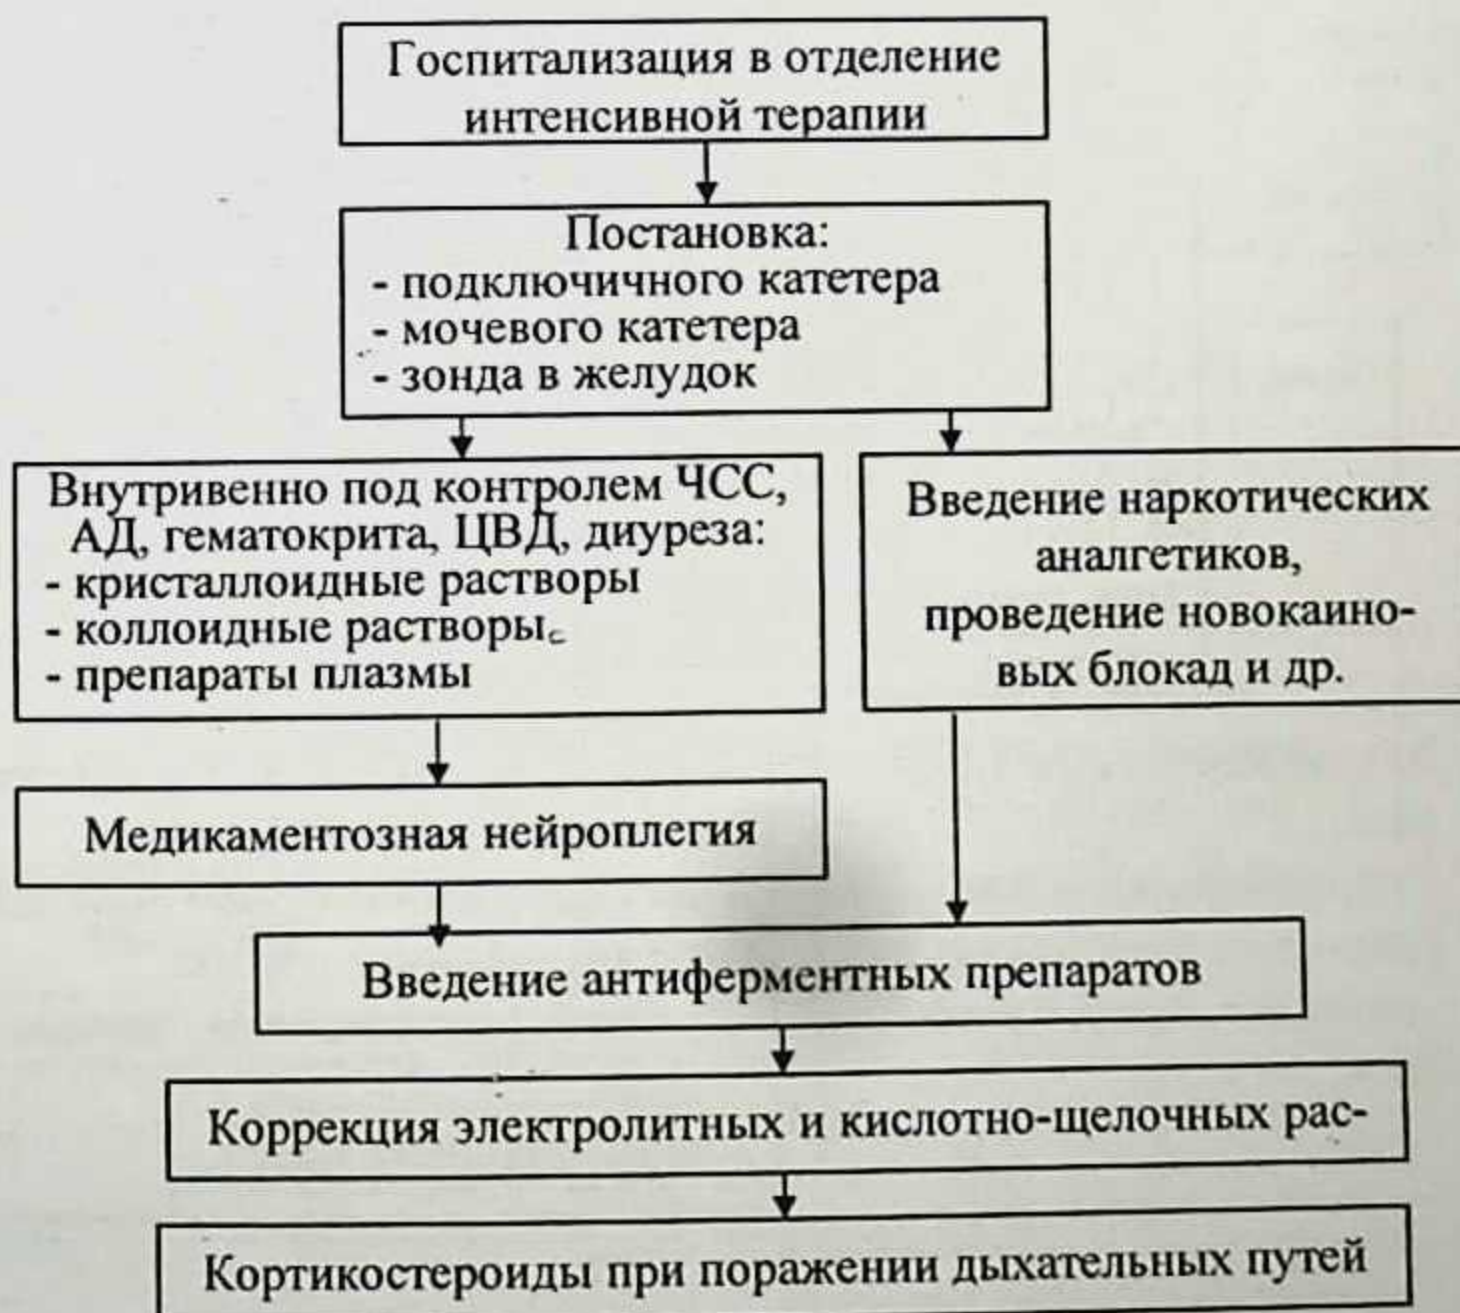 Госпитализация в отделение
интенсивной терапии
Постановка:
- подключичного катетера
- мочевого катетера
- зонда в желудок
Внутривенно под контролем ЧСС,
АД, гематокрита, ЦВД, диуреза:
- кристаллоидные растворы
- коллоидные растворы
- препараты плазмы
Введение наркотических
аналгетиков,
проведение новокаино-
вых блокад и др.
Медикаментозная нейроплегия
Введение антиферментных препаратов
Коррекция электролитных и кислотно-щелочных рас-
Кортикостероиды при поражении дыхательных путей